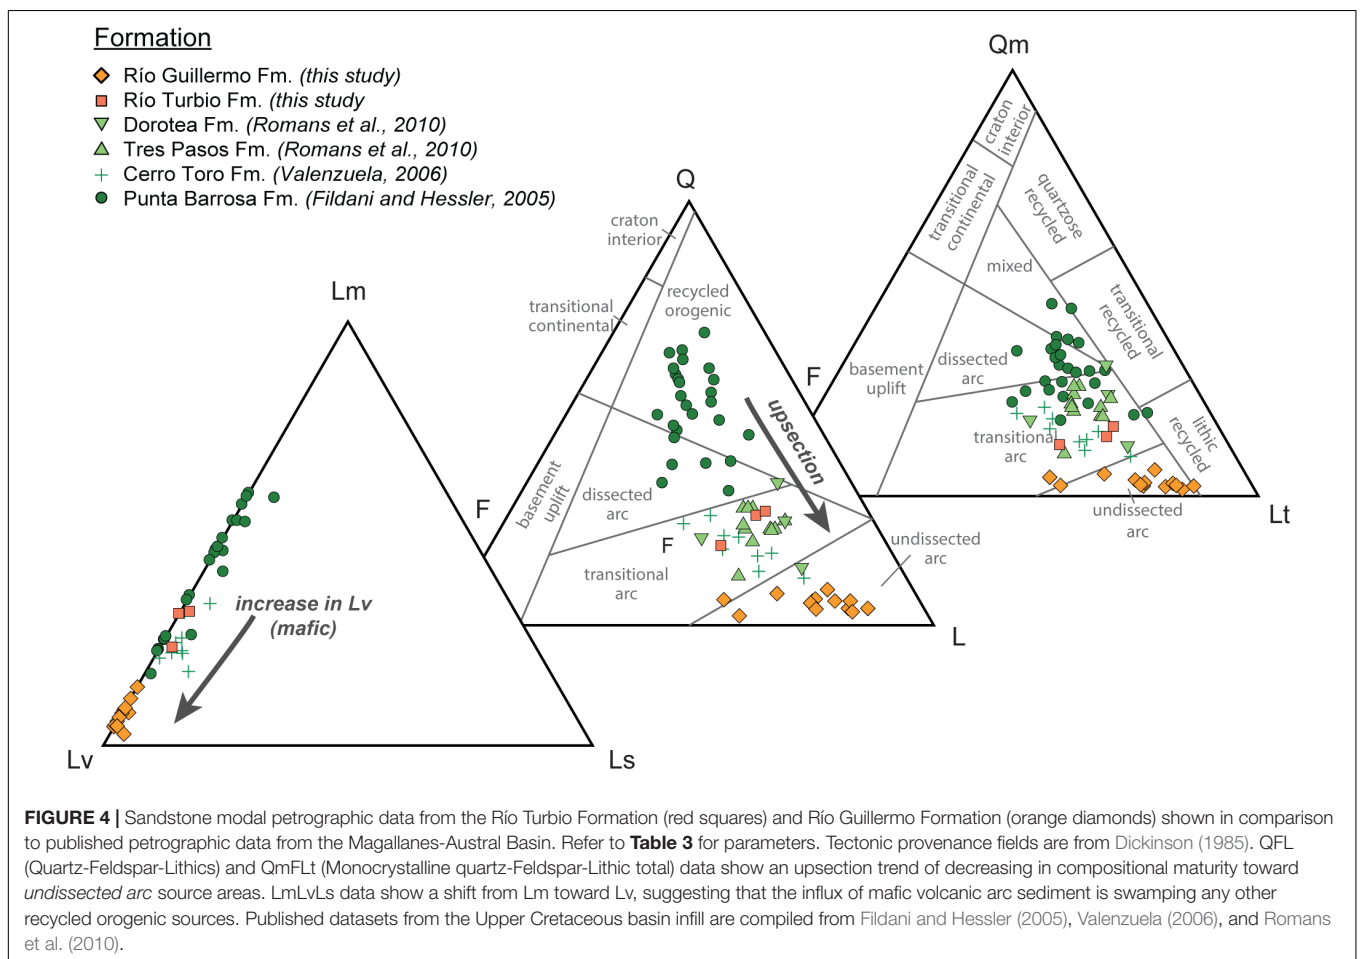 Formation
Río Guillermo Fm. (this study)
Río Turbio Fm. (this study
Dorotea Fm. (Romans et al., 2010)
Tres Pasos Fm. (Romans et al., 2010)
Cerro Toro Fm. (Valenzuela, 2006)
Punta Barrosa Fm. (Fildani and Hessler, 2005)
Lm
increase in Lv
(mafic)
Lv
Ls
Q
craton
interior
transitional
continental
recycled
orogenic
F
basement
uplift
dissected
arc
F
transitional
arc
upsection
undissected
arc
L
Qm
craton
interior
transitional
continental
quartzose
recycled
mixed
transitional
recycled
F
basement
uplift
dissected
arc
transitional
arc
lithic
recycled
undissected
arc
Lt
FIGURE 4 | Sandstone modal petrographic data from the Río Turbio Formation (red squares) and Río Guillermo Formation (orange diamonds) shown in comparison
to published petrographic data from the Magallanes-Austral Basin. Refer to Table 3 for parameters. Tectonic provenance fields are from Dickinson (1985). QFL
(Quartz-Feldspar-Lithics) and QmFLt (Monocrystalline quartz-Feldspar-Lithic total) data show an upsection trend of decreasing in compositional maturity toward
undissected arc source areas. LmLvLs data show a shift from Lm toward Lv, suggesting that the influx of mafic volcanic arc sediment is swamping any other
recycled orogenic sources. Published datasets from the Upper Cretaceous basin infill are compiled from Fildani and Hessler (2005), Valenzuela (2006), and Romans
et al. (2010).